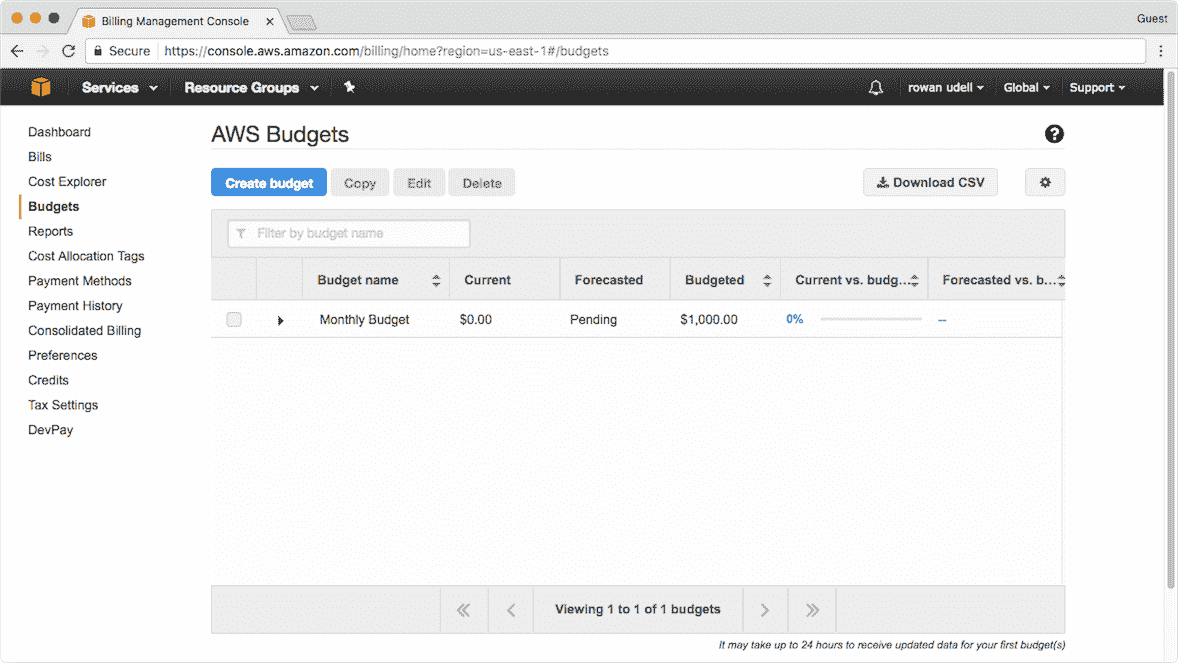 Billing Management Console
Guest
Secure https://console.aws.amazon.com/billing/home?region=us-east-1#/budgets
Services Resource Groups rowan udell Global Support
Dashboard
Bills
Cost Explorer
Budgets
Reports
Cost Allocation Tags
Payment Methods
Payment History
Consolidated Billing
Preferences
Credits
Tax Settings
DevPay
AWS Budgets
Create budget Copy Edit Delete Download CSV
Filter by budget name
Budget name Current Forecasted Budgeted Current vs. budg... Forecasted vs. b...
Monthly Budget $0.00 Pending $1,000.00 0% --
Viewing 1 to 1 of 1 budgets
It may take up to 24 hours to receive updated data for your first budget(s)